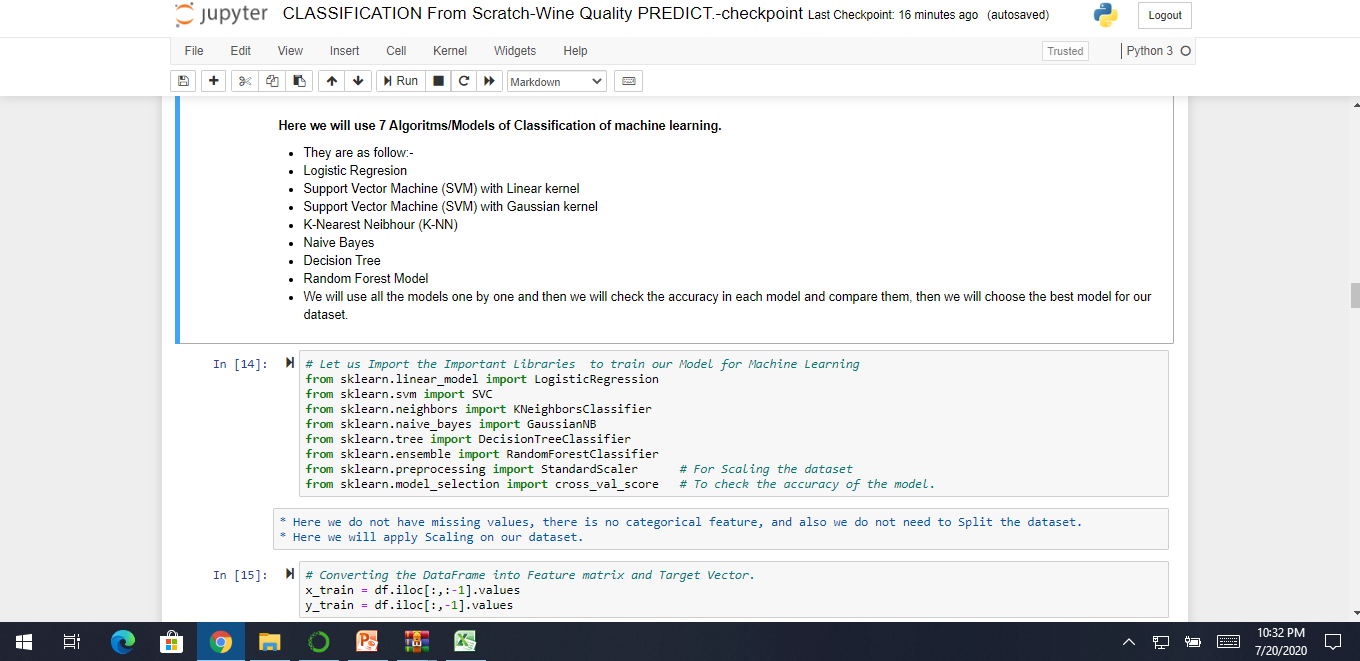 jupyter CLASSIFICATION From Scratch-Wine Quality PREDICT.-checkpoint Last Checkpoint: 16 minutes ago (autosaved) Logout
File Edit View Insert Cell Kernel Widgets Help Trusted Python 3
Run Markdown
Here we will use 7 Algoritms/Models of Classification of machine learning.
They are as follow:-
Logistic Regresion
Support Vector Machine (SVM) with Linear kernel
Support Vector Machine (SVM) with Gaussian kernel
K-Nearest Neibhour (K-NN)
Naive Bayes
Decision Tree
Random Forest Model
We will use all the models one by one and then we will check the accuracy in each model and compare them, then we will choose the best model for our
dataset.
In [14]: # Let us Import the Important Libraries  to train our Model for Machine Learning
from sklearn.linear_model import LogisticRegression
from sklearn.svm import SVC
from sklearn.neighbors import KNeighborsClassifier
from sklearn.naive_bayes import GaussianNB
from sklearn.tree import DecisionTreeClassifier
from sklearn.ensemble import RandomForestClassifier
from sklearn.preprocessing import StandardScaler # For Scaling the dataset
from sklearn.model_selection import cross_val_score # To check the accuracy of the model.
* Here we do not have missing values, there is no categorical feature, and also we do not need to Split the dataset.
* Here we will apply Scaling on our dataset.
In [15]: # Converting the DataFrame into Feature matrix and Target Vector.
x_train = df.iloc[:,:-1].values
y_train = df.iloc[:,-1].values
10:32 PM
7/20/2020